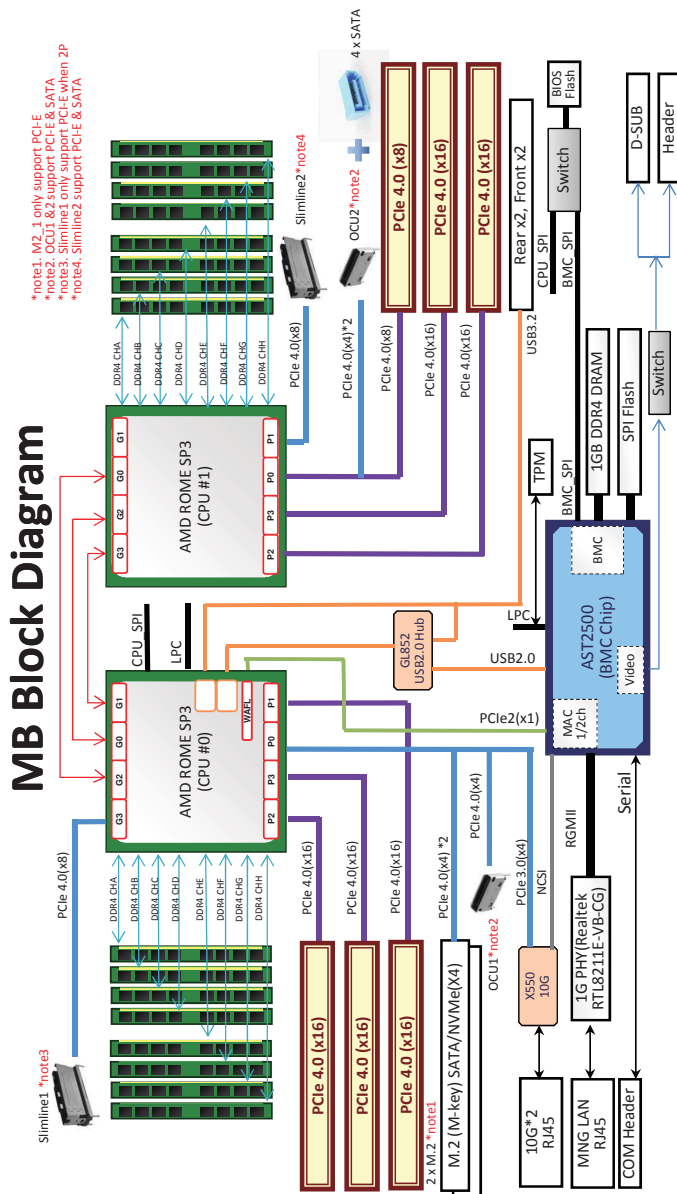 MB Block Diagram
*note1. M2_1 only support PCI-E
*note2. OCU1 &2 support PCI-E & SATA
*note3. Slimline1 only support PCI-E when 2P
*note4. Slimline2 support PCI-E & SATA
Slimline1 *note3
PCIe 4.0(x8)
DDR4 CHA
DDR4 CHB
DDR4 CHC
DDR4 CHD
DDR4 CHE
DDR4 CHF
DDR4 CHG
DDR4 CHH
G3
G2
G0
G1
AMD ROME SP3
(CPU #0)
WAFL
P2
P3
P0
P1
CPU_SPI
LPC
G3
G2
G0
G1
AMD ROME SP3
(CPU #1)
P2
P3
P0
P1
DDR4 CHA
DDR4 CHB
DDR4 CHC
DDR4 CHD
DDR4 CHE
DDR4 CHF
DDR4 CHG
DDR4 CHH
PCIe 4.0(x8)
Slimline2 *note4
PCIe 4.0(x4)*2
OCU2 *note2
4 x SATA
PCIe 4.0(x8)
PCIe 4.0 (x8)
PCIe 4.0(x16)
PCIe 4.0 (x16)
PCIe 4.0(x16)
PCIe 4.0 (x16)
USB3.2
Rear x2, Front x2
PCIe 4.0 (x16)
PCIe 4.0(x16)
PCIe 4.0 (x16)
PCIe 4.0(x16)
PCIe 4.0 (x16)
PCIe 4.0(x16)
2 x M.2 *note1
M.2 (M-key) SATA/NVMe(X4)
PCIe 4.0(x4) *2
OCU1 *note2
PCIe 4.0(x4)
PCIe 3.0(x4)
NCSI
X550
10G
10G*2
RJ45
1G PHY(Realtek
RTL8211E-VB-CG)
RGMII
MNG LAN
RJ45
COM Header
Serial
PCIe2(x1)
GL852
USB2.0 Hub
USB2.0
LPC
TPM
MAC
1/2ch
Video
AST2500
(BMC Chip)
BMC
BMC_SPI
CPU_SPI
BMC_SPI
Switch
BIOS
Flash
1GB DDR4 DRAM
SPI Flash
Switch
D-SUB
Header